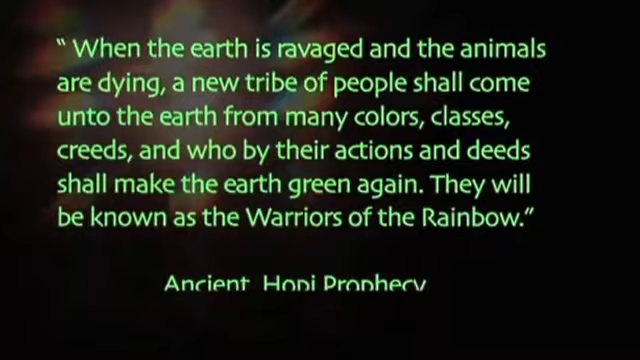 “ When the earth is ravaged and the animals
are dying, a new tribe of people shall come
unto the earth from many colors, classes,
creeds, and who by their actions and deeds
shall make the earth green again. They will
be known as the Warriors of the Rainbow.”
Ancient Hopi Prophecy